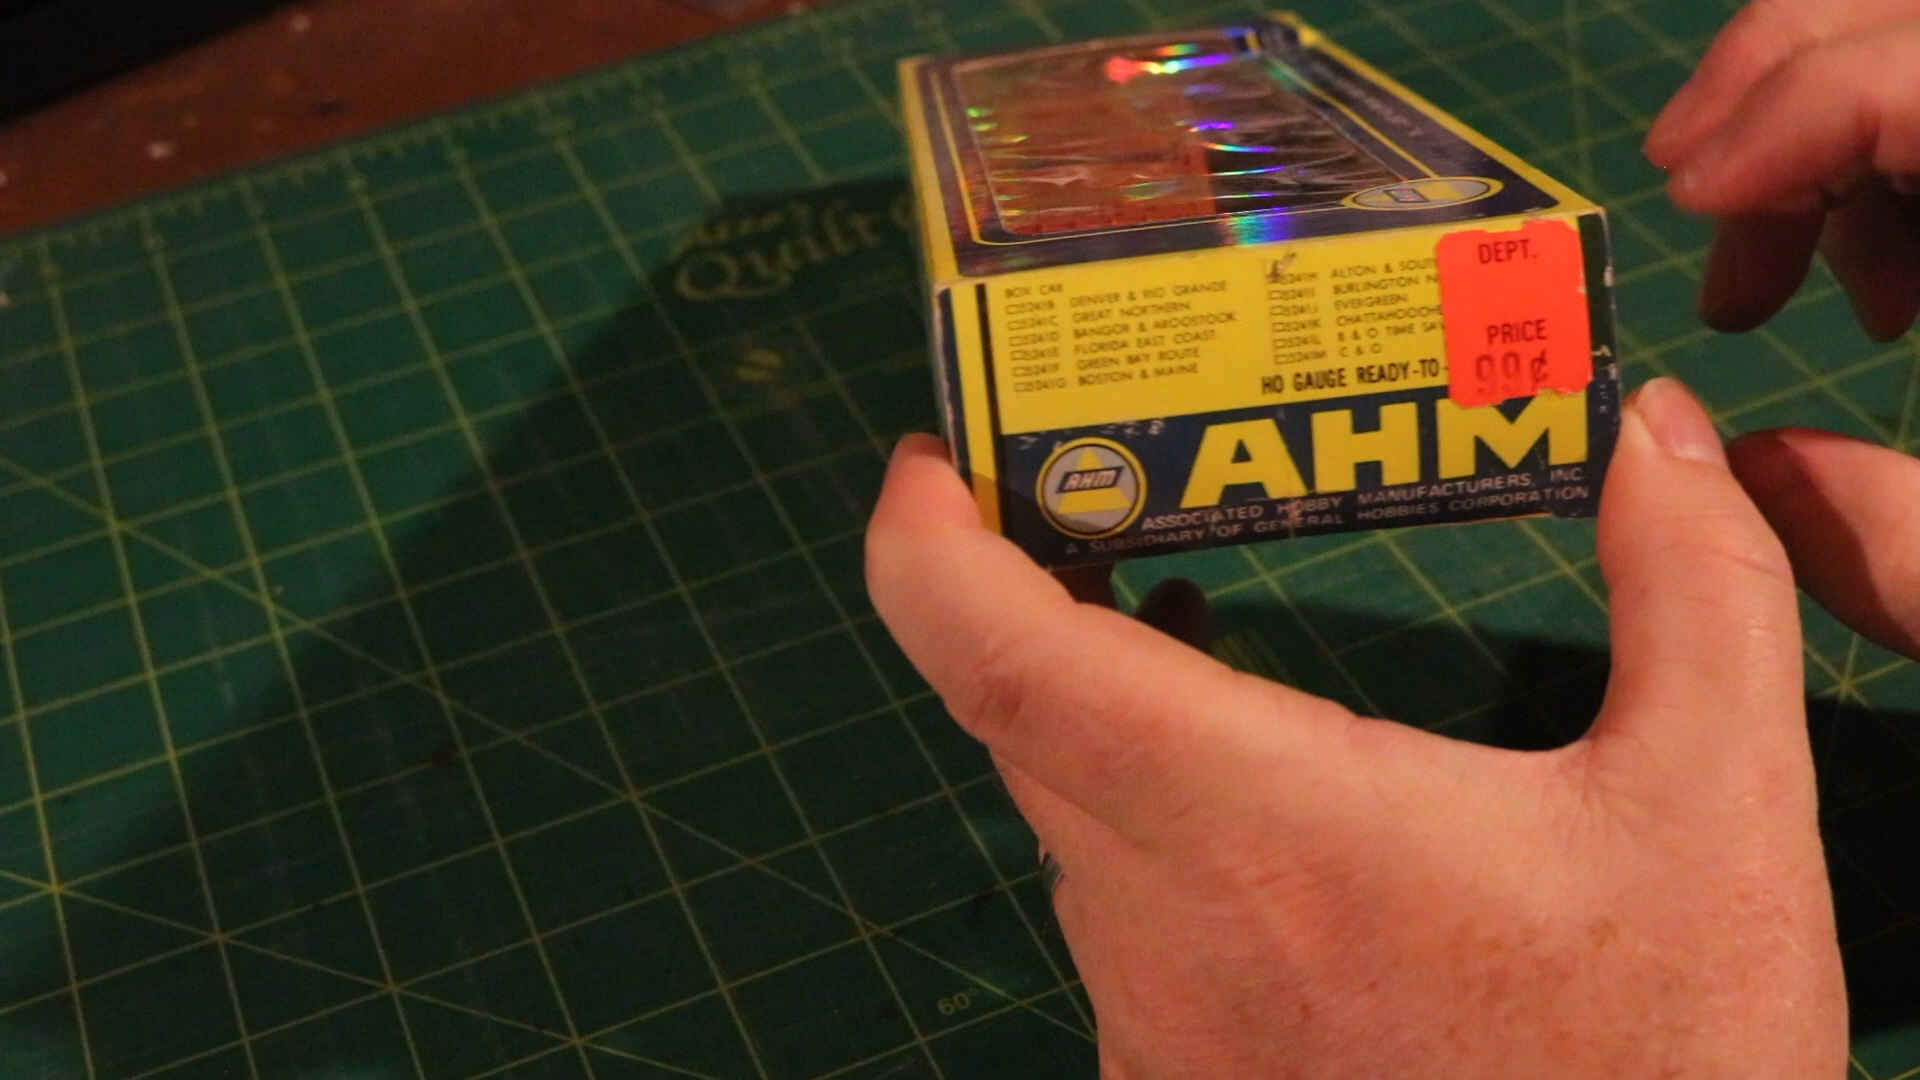 BOX CAR
5241B DENVER & RIO GRANDE
5241C GREAT NORTHERN
5241D BANGOR & AROOSTOOK
5241E FLORIDA EAST COAST
5241F GREEN BAY ROUTE
5241G BOSTON & MAINE
5241H ALTON & SOUT
5241I BURLINGTON N
5241J EVERGREEN
5241K CHATTAHOOCHE
5241L B & O TIME SAV
5241M C & O
HO GAUGE READY-TO-
DEPT.
PRICE
99¢
AHM
AHM
ASSOCIATED HOBBY MANUFACTURERS, INC
A SUBSIDIARY OF GENERAL HOBBIES CORPORATION
AHM
Quilt
60°